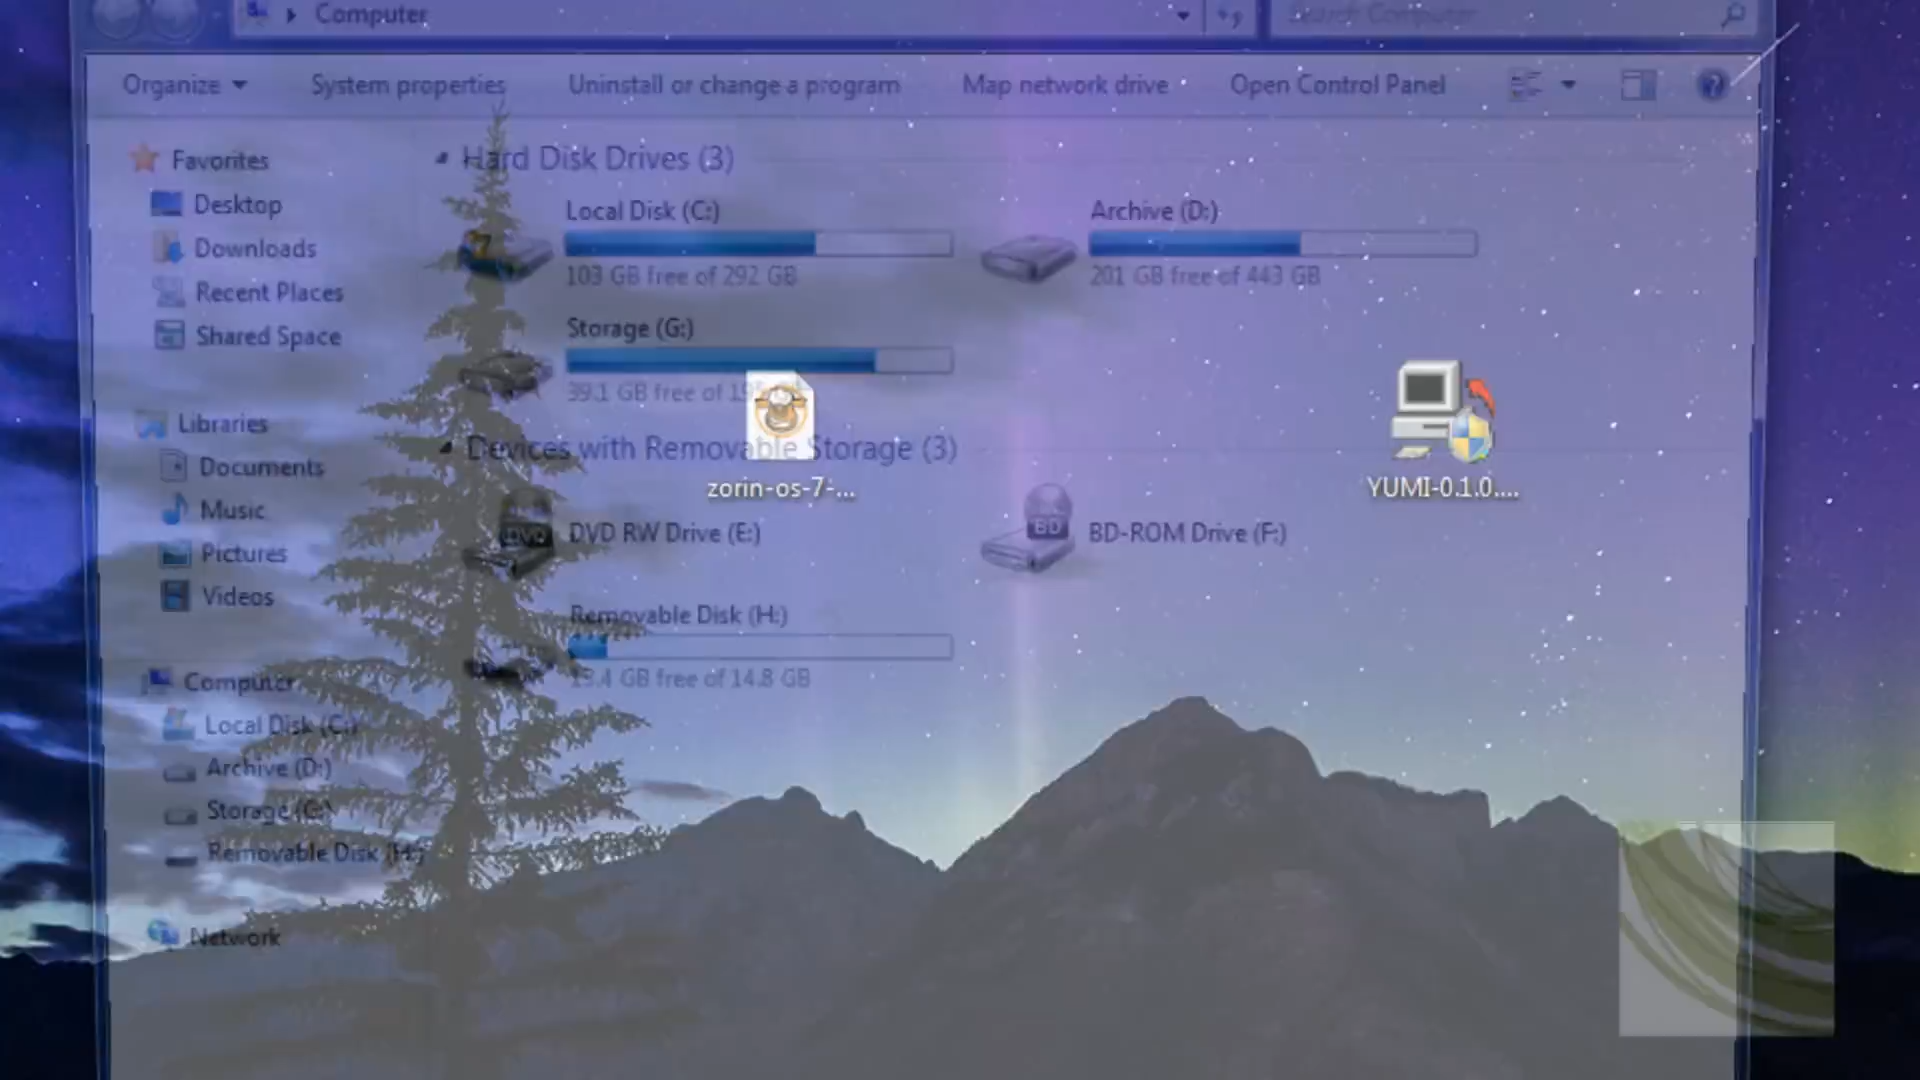 Computer
Search Computer
Organize
System properties
Uninstall or change a program
Map network drive
Open Control Panel
Favorites
Desktop
Downloads
Recent Places
Shared Space
Libraries
Documents
Music
Pictures
Videos
Computer
Local Disk (C:)
Archive (D:)
Storage (G:)
Removable Disk (H:)
Network
Hard Disk Drives (3)
Local Disk (C:)
103 GB free of 292 GB
Archive (D:)
201 GB free of 443 GB
Storage (G:)
39.1 GB free of
Devices with Removable Storage (3)
DVD
DVD RW Drive (E:)
BD
BD-ROM Drive (F:)
Removable Disk (H:)
13.4 GB free of 14.8 GB
zorin-os-7-...
YUMI-0.1.0....